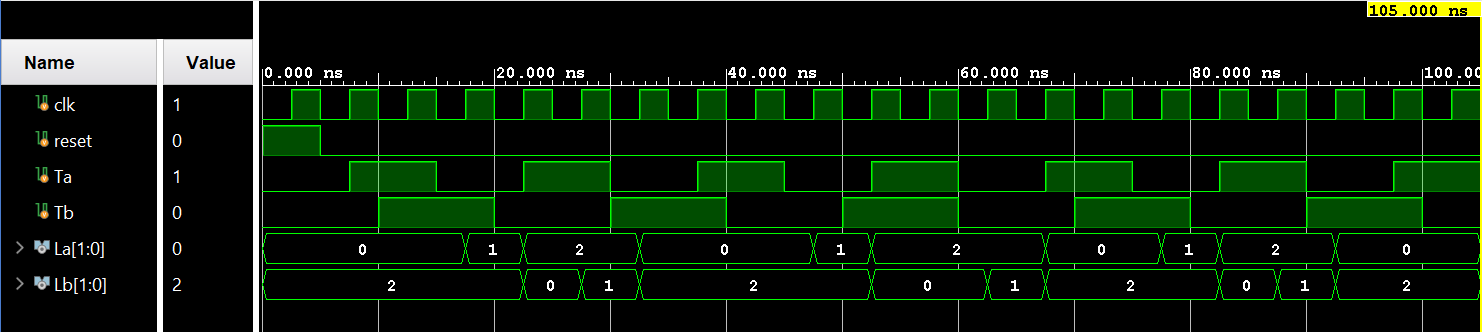 105.000 ns
Name Value
0.000 ns 20.000 ns 40.000 ns 60.000 ns 80.000 ns 100.00
clk 1
reset 0
Ta 1
Tb 0
La[1:0] 0 0 1 2 0 1 2 0 1 2 0
Lb[1:0] 2 2 0 1 2 0 1 2 0 1 2